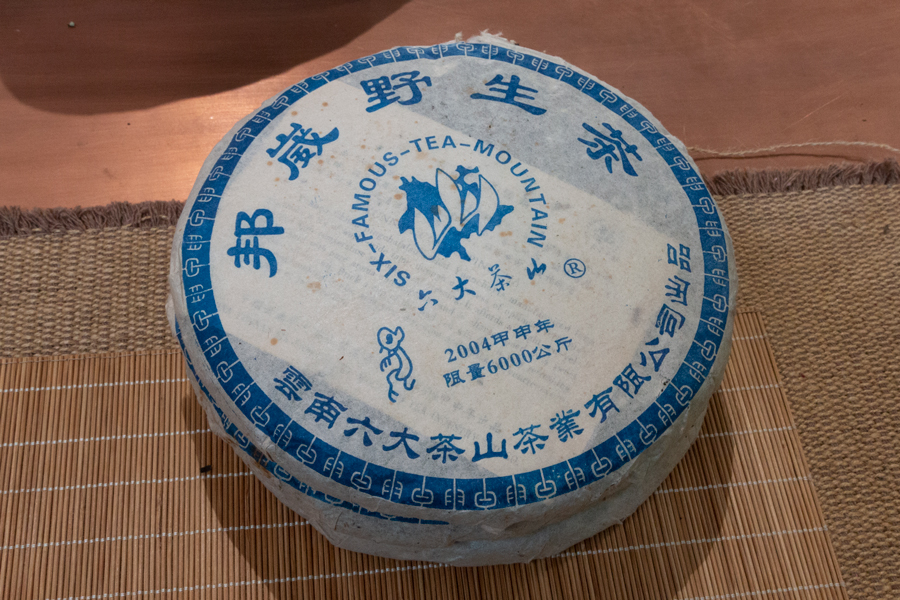 邦崴野生茶
SIX-FAMOUS-TEA-MOUNTAIN
六大茶山®
2004甲申年
限量6000公斤
雲南六大茶山茶業有限公司出品